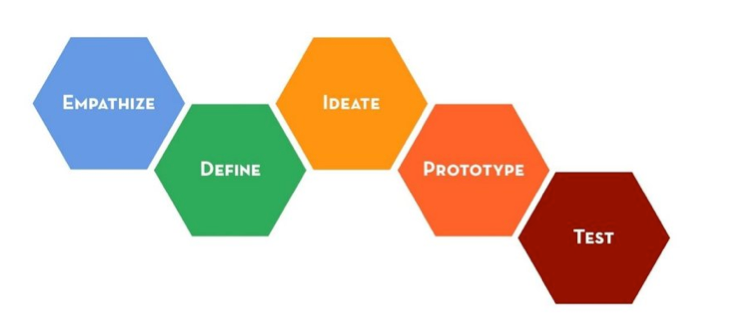 Empathize
Define
Ideate
Prototype
Test